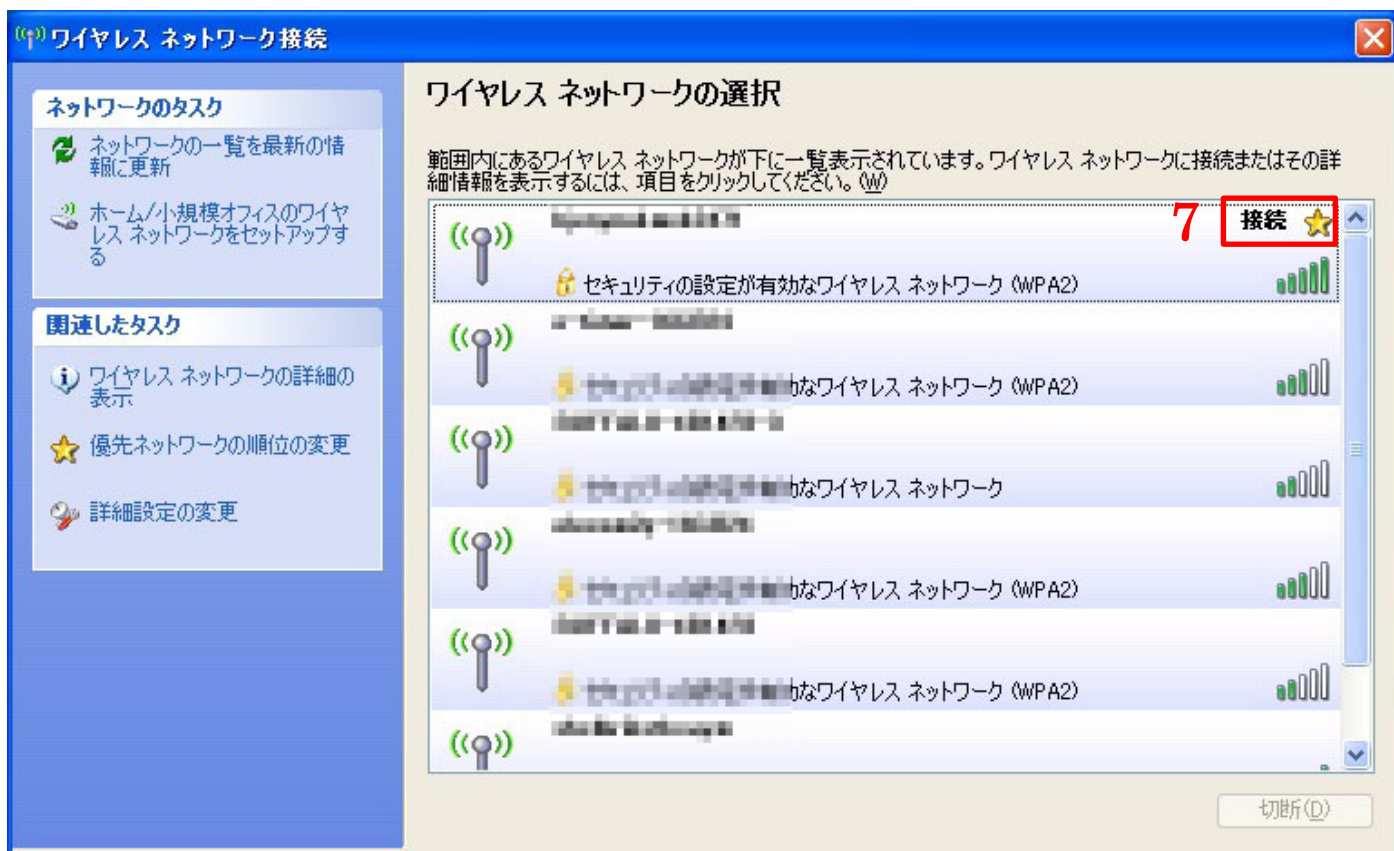 ワイヤレス ネットワーク接続
ネットワークのタスク
ネットワークの一覧を最新の情
報に更新
ホーム/小規模オフィスのワイヤ
レス ネットワークをセットアップす
る
関連したタスク
ワイヤレス ネットワークの詳細の
表示
優先ネットワークの順位の変更
詳細設定の変更
ワイヤレス ネットワークの選択
範囲内にあるワイヤレス ネットワークが下に一覧表示されています。ワイヤレス ネットワークに接続またはその詳
細情報を表示するには、項目をクリックしてください。(W)
7 接続
セキュリティの設定が有効なワイヤレス ネットワーク (WPA2)
なワイヤレス ネットワーク (WPA2)
なワイヤレス ネットワーク
なワイヤレス ネットワーク (WPA2)
なワイヤレス ネットワーク (WPA2)
切断(D)